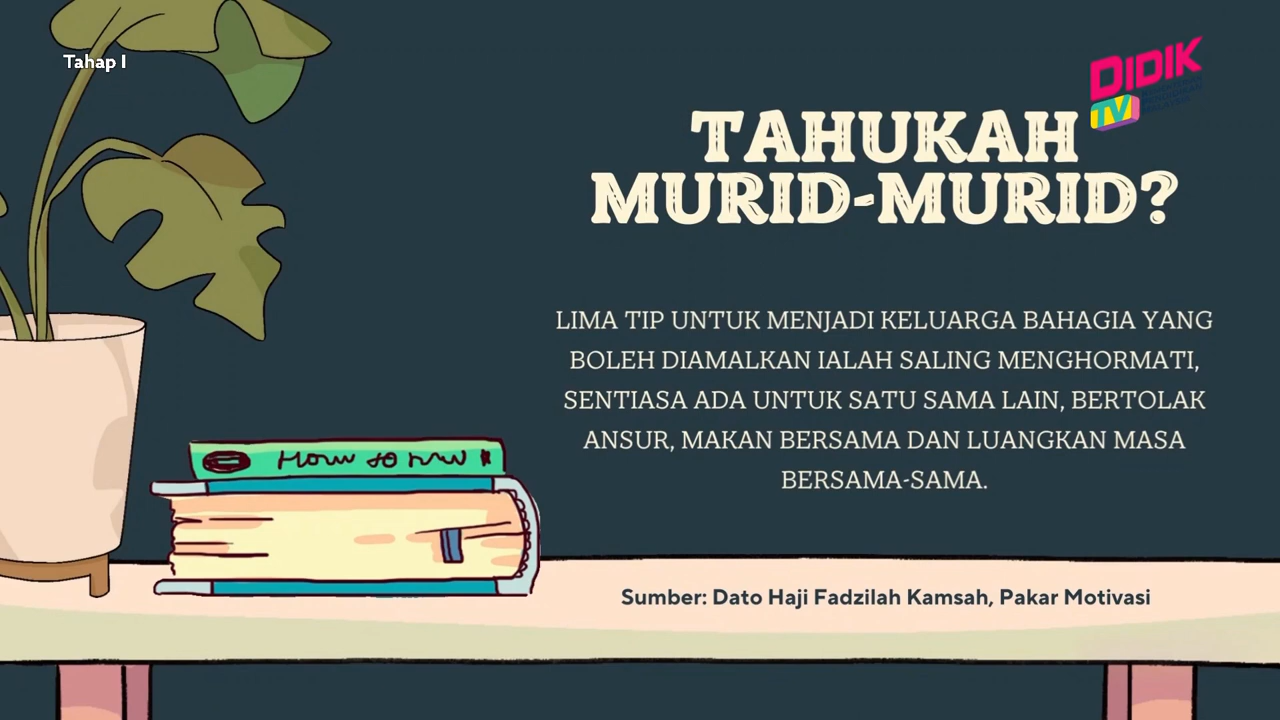 Tahap I
DIDIK
TV
TAHUKAH
MURID-MURID?
LIMA TIP UNTUK MENJADI KELUARGA BAHAGIA YANG
BOLEH DIAMALKAN IALAH SALING MENGHORMATI,
SENTIASA ADA UNTUK SATU SAMA LAIN, BERTOLAK
ANSUR, MAKAN BERSAMA DAN LUANGKAN MASA
BERSAMA-SAMA.
Sumber: Dato Haji Fadzilah Kamsah, Pakar Motivasi